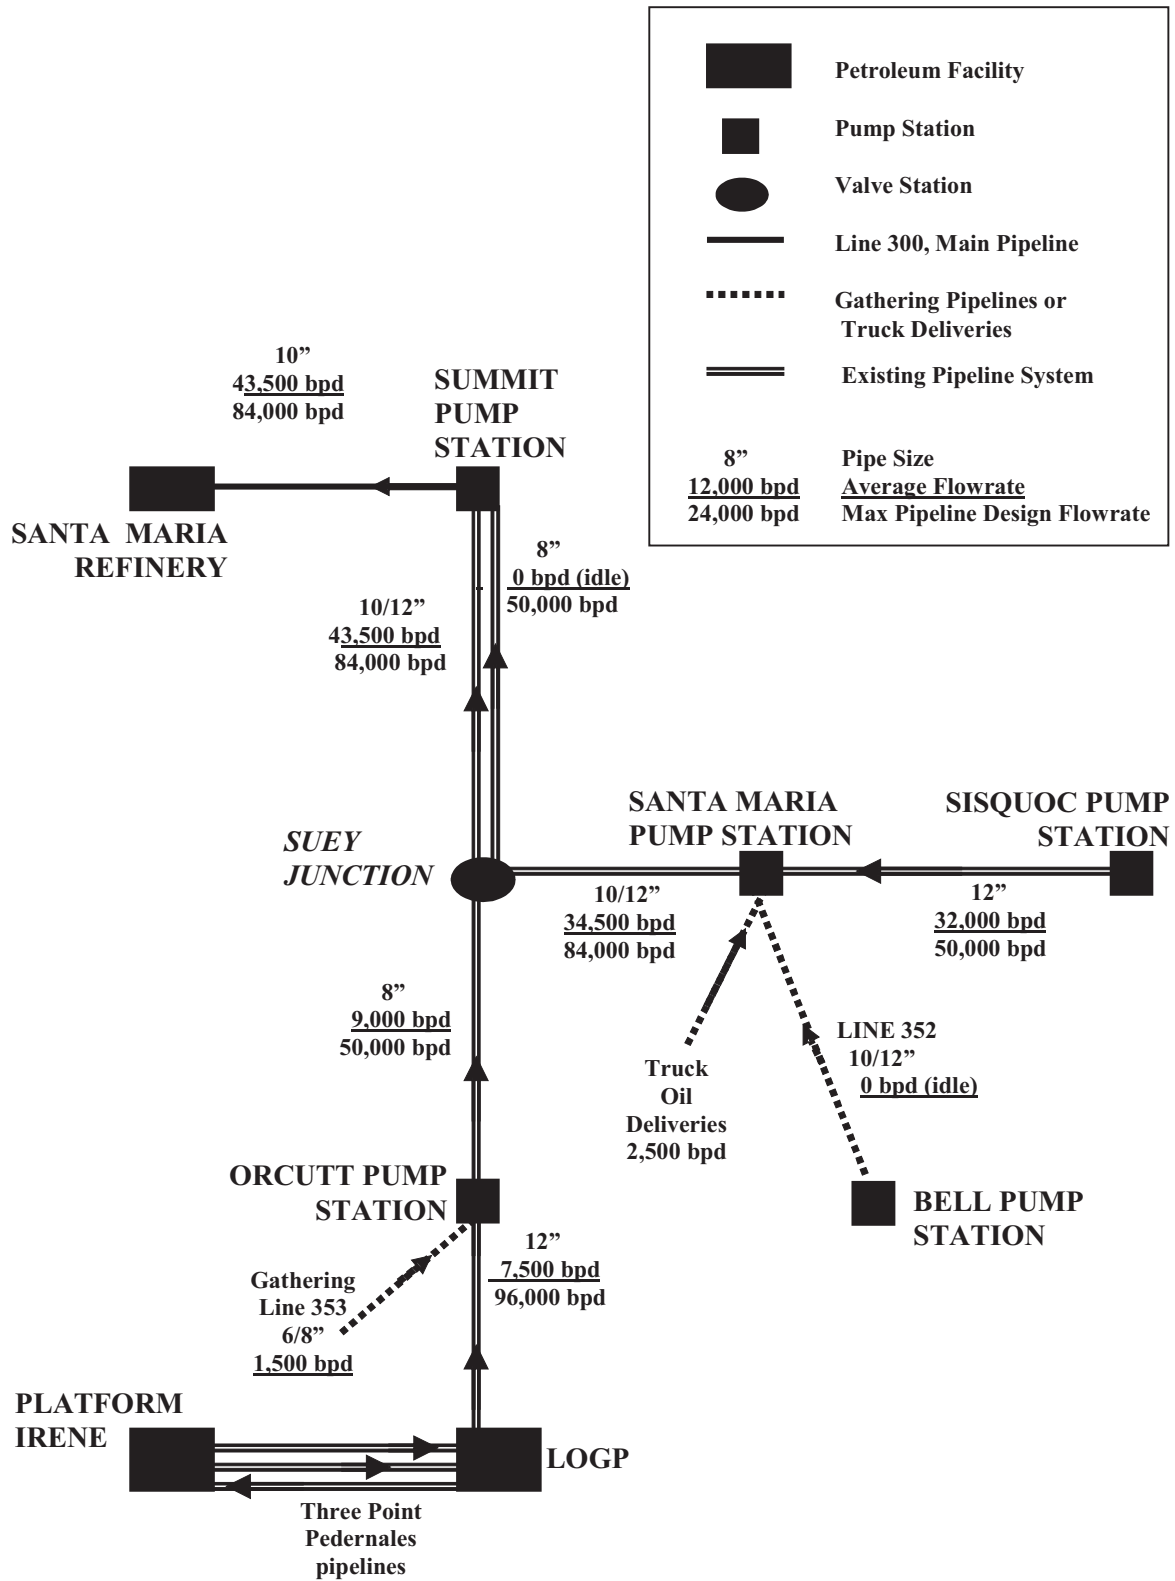 Petroleum Facility
Pump Station
Valve Station
Line 300, Main Pipeline
Gathering Pipelines or
Truck Deliveries
Existing Pipeline System
8” Pipe Size
12,000 bpd Average Flowrate
24,000 bpd Max Pipeline Design Flowrate
10”
43,500 bpd
84,000 bpd
SUMMIT
PUMP
STATION
SANTA MARIA
REFINERY
8”
0 bpd (idle)
50,000 bpd
10/12”
43,500 bpd
84,000 bpd
SUEY
JUNCTION
SANTA MARIA
PUMP STATION
SISQUOC PUMP
STATION
10/12”
34,500 bpd
84,000 bpd
12”
32,000 bpd
50,000 bpd
8”
9,000 bpd
50,000 bpd
Truck
Oil
Deliveries
2,500 bpd
LINE 352
10/12”
0 bpd (idle)
ORCUTT PUMP
STATION
BELL PUMP
STATION
12”
7,500 bpd
96,000 bpd
Gathering
Line 353
6/8”
1,500 bpd
PLATFORM
IRENE
LOGP
Three Point
Pedernales
pipelines